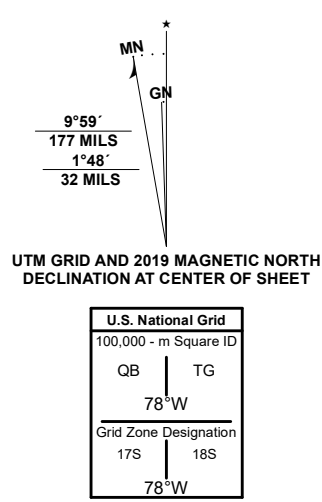 ★
MN
GN
9°59´
177 MILS
1°48´
32 MILS
UTM GRID AND 2019 MAGNETIC NORTH
DECLINATION AT CENTER OF SHEET
U.S. National Grid
100,000 - m Square ID
QB TG
78°W
Grid Zone Designation
17S 18S
78°W